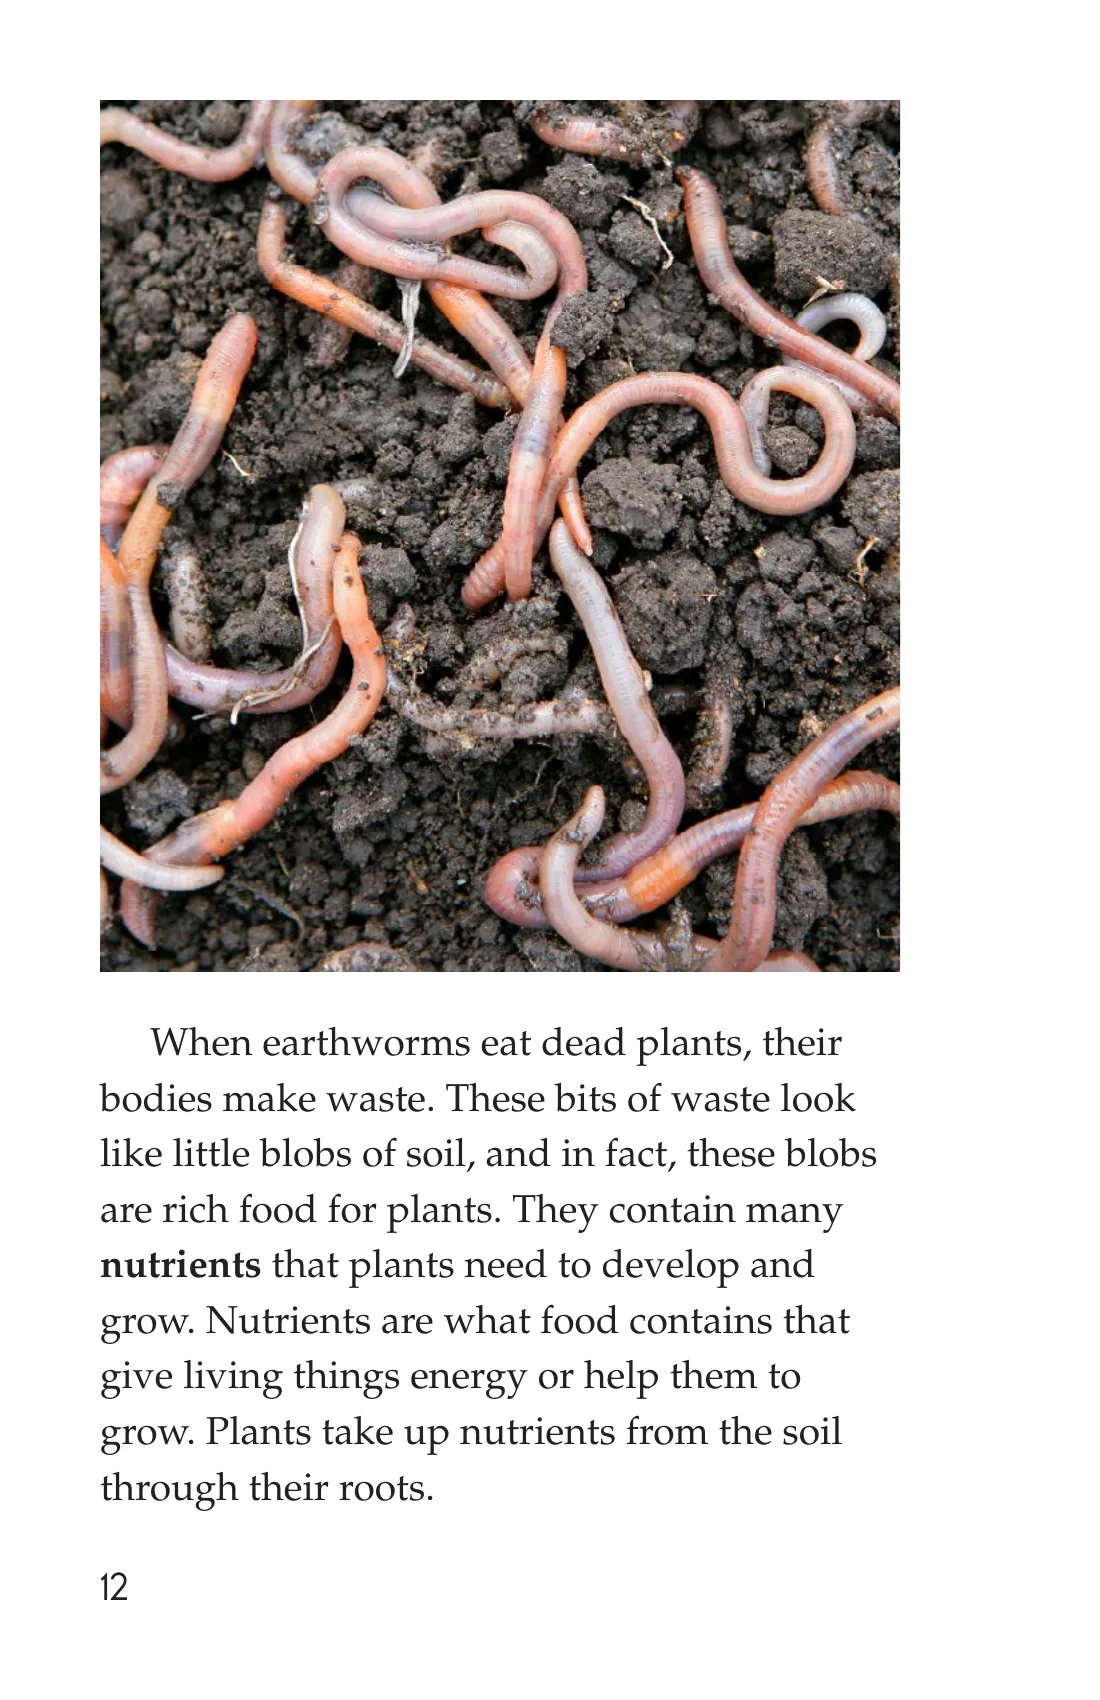 When earthworms eat dead plants, their
bodies make waste. These bits of waste look
like little blobs of soil, and in fact, these blobs
are rich food for plants. They contain many
nutrients that plants need to develop and
grow. Nutrients are what food contains that
give living things energy or help them to
grow. Plants take up nutrients from the soil
through their roots.
12